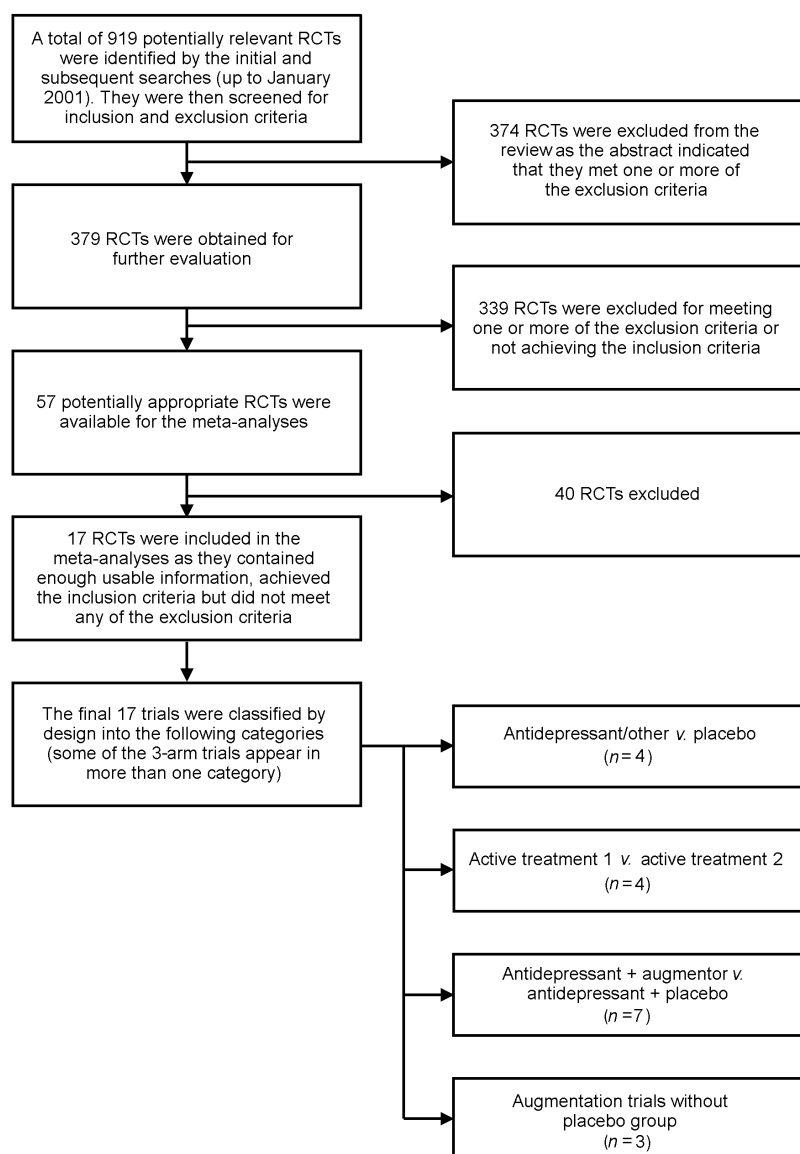 A total of 919 potentially relevant RCTs
were identified by the initial and
subsequent searches (up to January
2001). They were then screened for
inclusion and exclusion criteria
374 RCTs were excluded from the
review as the abstract indicated
that they met one or more of
the exclusion criteria
379 RCTs were obtained for
further evaluation
339 RCTs were excluded for meeting
one or more of the exclusion criteria or
not achieving the inclusion criteria
57 potentially appropriate RCTs were
available for the meta-analyses
40 RCTs excluded
17 RCTs were included in the
meta-analyses as they contained
enough usable information, achieved
the inclusion criteria but did not meet
any of the exclusion criteria
The final 17 trials were classified by
design into the following categories
(some of the 3-arm trials appear in
more than one category)
Antidepressant/other v. placebo
(n=4)
Active treatment 1 v. active treatment 2
(n=4)
Antidepressant + augmentor v.
antidepressant + placebo
(n=7)
Augmentation trials without
placebo group
(n=3)